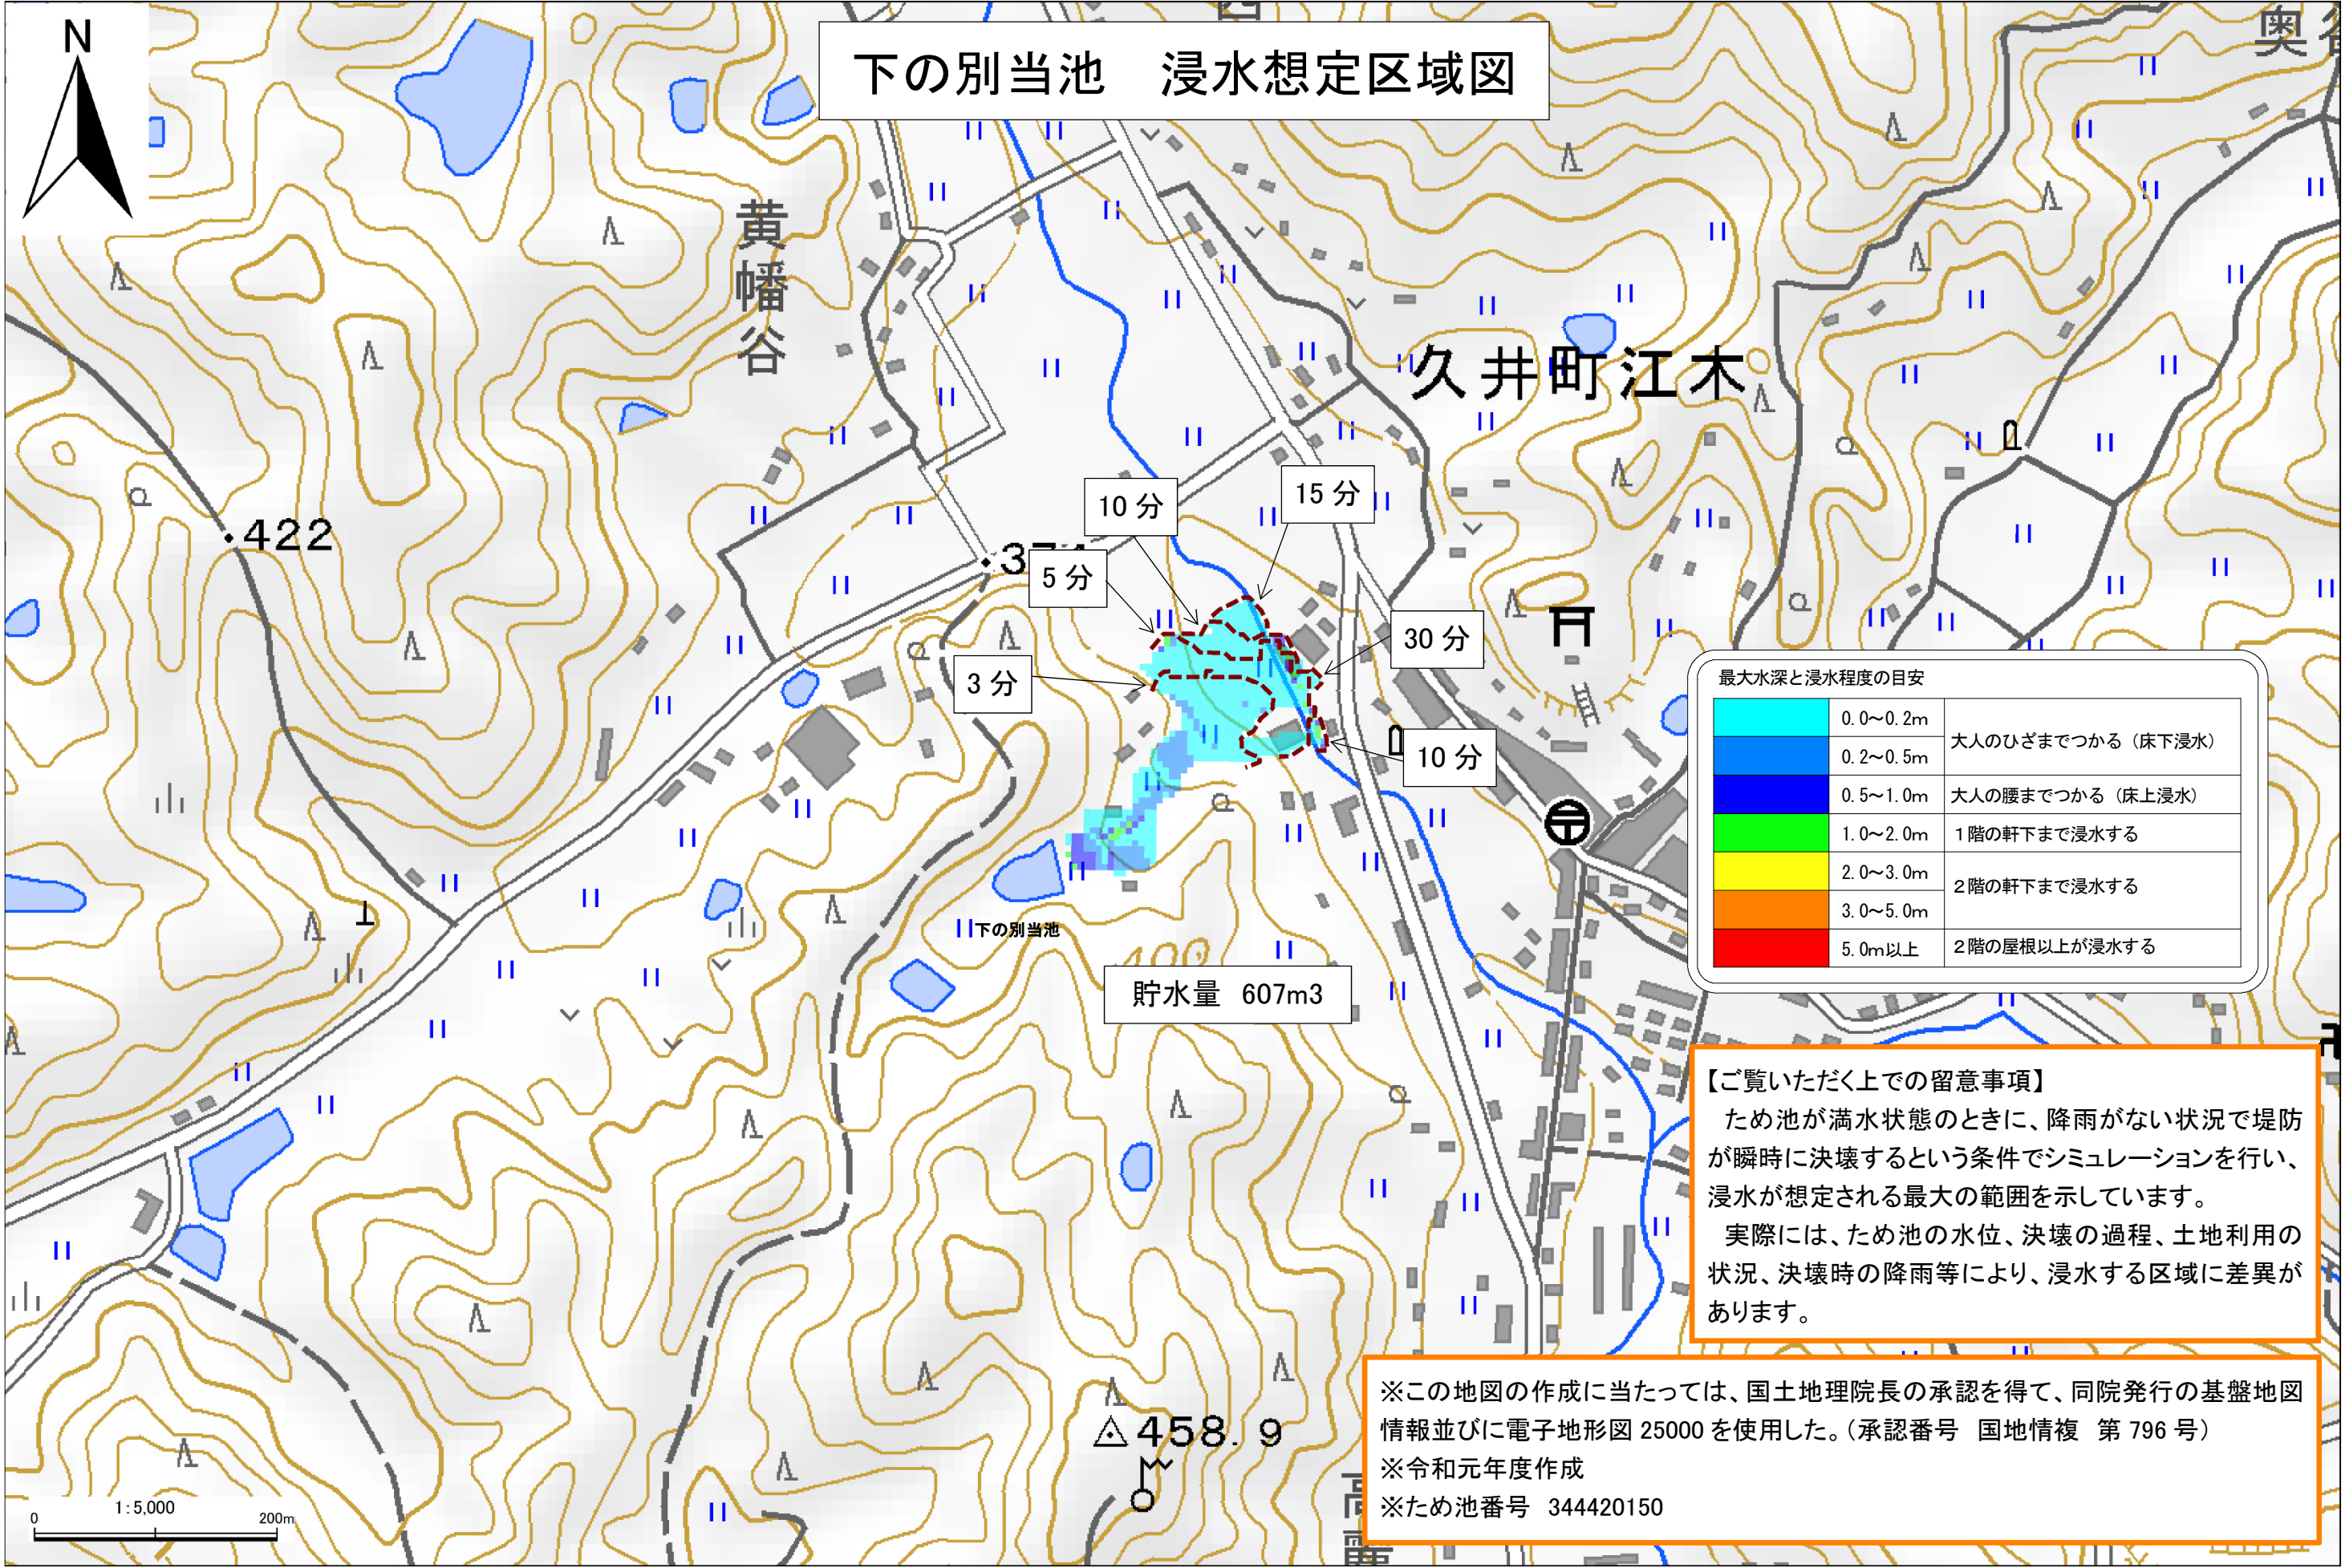 N
下の別当池　浸水想定区域図
黄幡谷
久井町江木
422
10 分
15 分
5 分
3 分
30 分
10 分
下の別当池
貯水量 607m3
最大水深と浸水程度の目安
0.0～0.2m
大人のひざまでつかる（床下浸水）
0.2～0.5m
0.5～1.0m 大人の腰までつかる（床上浸水）
1.0～2.0m １階の軒下まで浸水する
2.0～3.0m
２階の軒下まで浸水する
3.0～5.0m
5.0m以上 ２階の屋根以上が浸水する
【ご覧いただく上での留意事項】
ため池が満水状態のときに、降雨がない状況で堤防
が瞬時に決壊するという条件でシミュレーションを行い、
浸水が想定される最大の範囲を示しています。
実際には、ため池の水位、決壊の過程、土地利用の
状況、決壊時の降雨等により、浸水する区域に差異が
あります。
※この地図の作成に当たっては、国土地理院長の承認を得て、同院発行の基盤地図
情報並びに電子地形図 25000 を使用した。（承認番号　国地情複　第 796 号）
※令和元年度作成
※ため池番号　344420150
458.9
1:5,000
0 200m